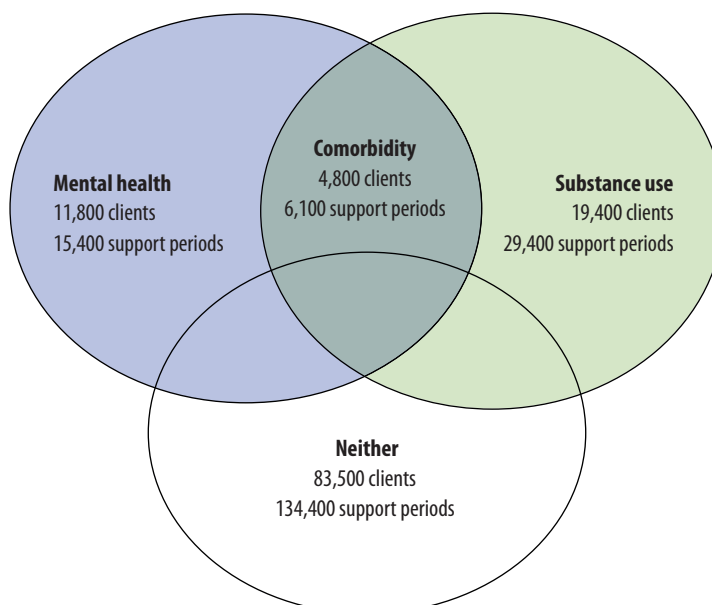 Comorbidity
4,800 clients
6,100 support periods
Mental health
11,800 clients
15,400 support periods
Substance use
19,400 clients
29,400 support periods
Neither
83,500 clients
134,400 support periods